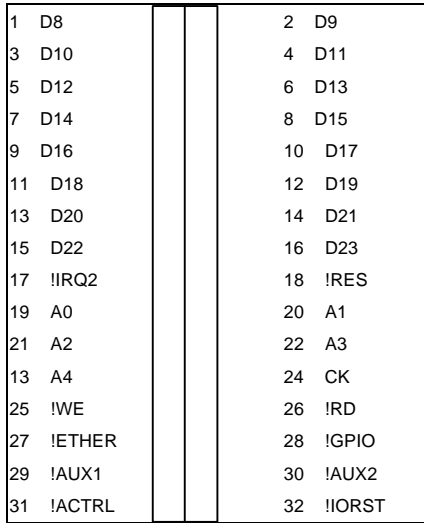 1 D8 2 D9
3 D10 4 D11
5 D12 6 D13
7 D14 8 D15
9 D16 10 D17
11 D18 12 D19
13 D20 14 D21
15 D22 16 D23
17 !IRQ2 18 !RES
19 A0 20 A1
21 A2 22 A3
13 A4 24 CK
25 !WE 26 !RD
27 !ETHER 28 !GPIO
29 !AUX1 30 !AUX2
31 !ACTRL 32 !IORST